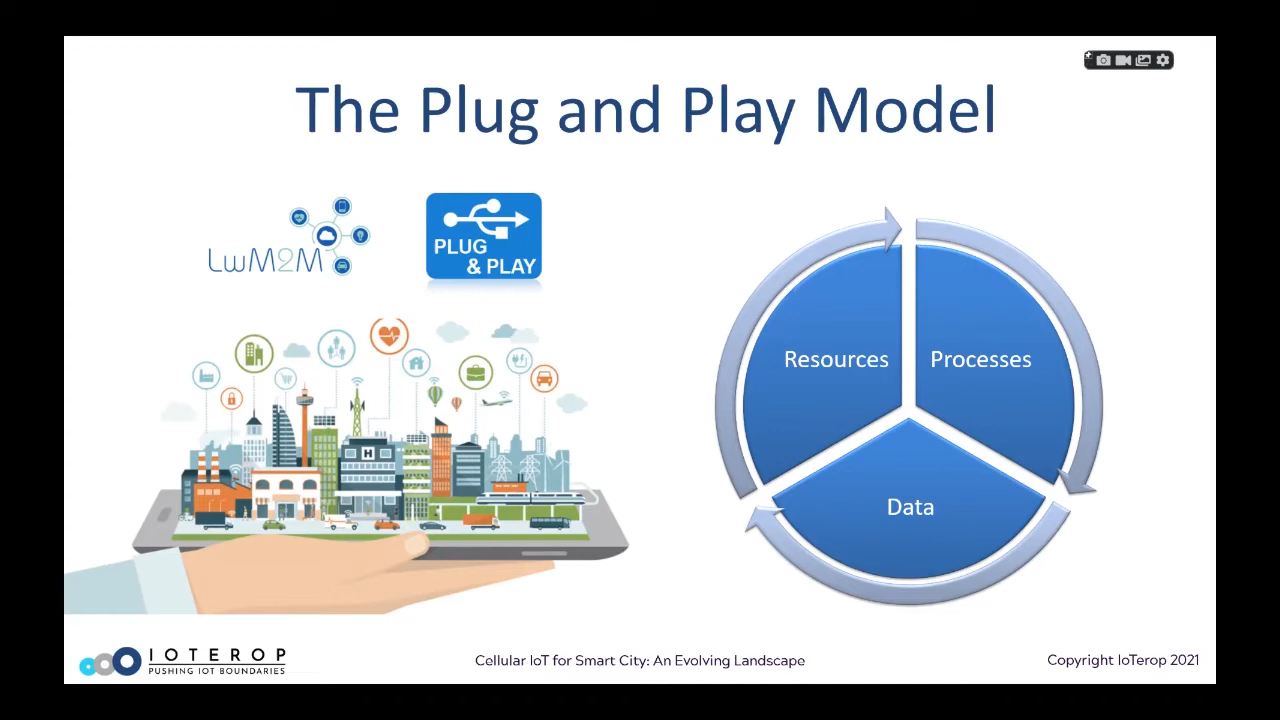 The Plug and Play Model
LwM2M
PLUG
& PLAY
H
Resources
Processes
Data
IOTEROP
PUSHING IOT BOUNDARIES
Cellular IoT for Smart City: An Evolving Landscape
Copyright IoTerop 2021